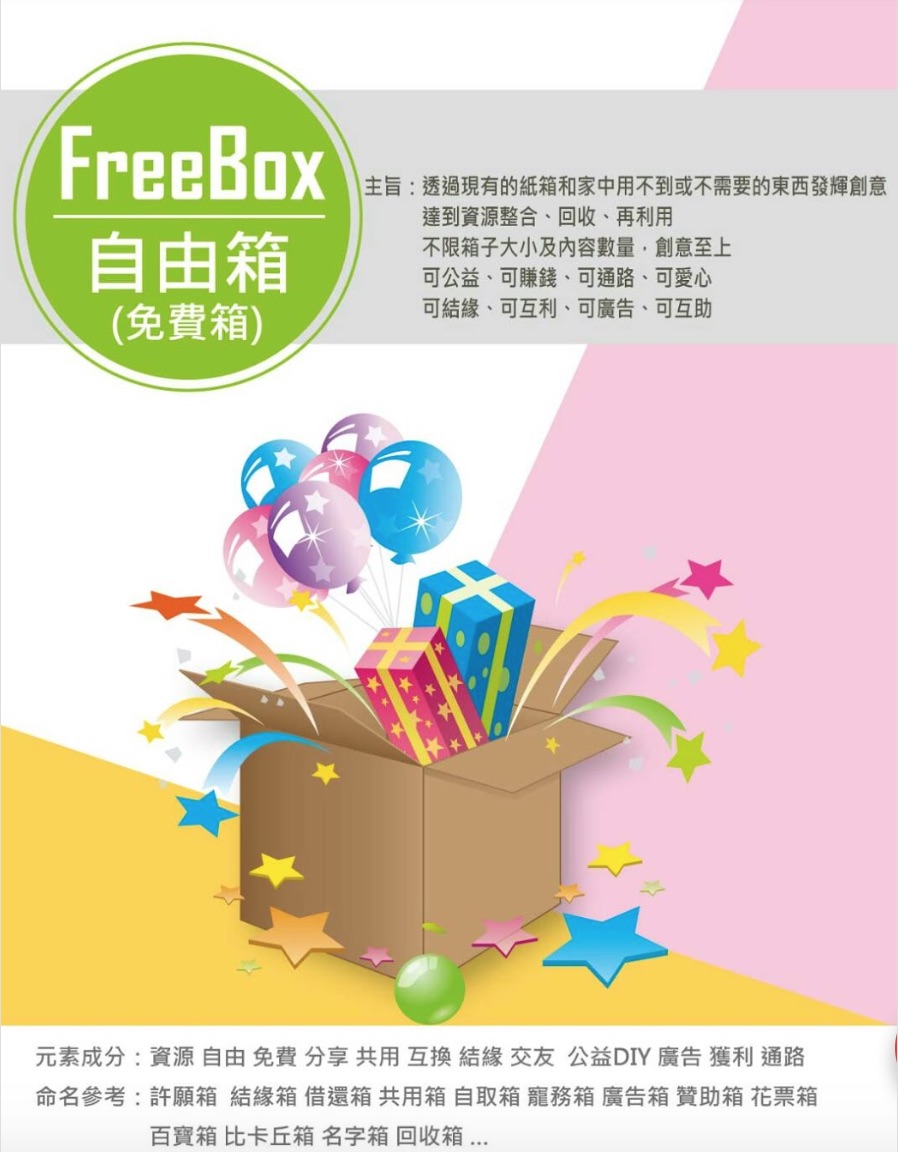 FreeBox
自由箱
(免費箱)
主旨：透過現有的紙箱和家中用不到或不需要的東西發輝創意
達到資源整合、回收、再利用
不限箱子大小及內容數量，創意至上
可公益、可賺錢、可通路、可愛心
可結緣、可互利、可廣告、可互助
元素成分：資源 自由 免費 分享 共用 互換 結緣 交友 公益DIY 廣告 獲利 通路
命名參考：許願箱 結緣箱 借還箱 共用箱 自取箱 寵務箱 廣告箱 贊助箱 花票箱
百寶箱 比卡丘箱 名字箱 回收箱 ...